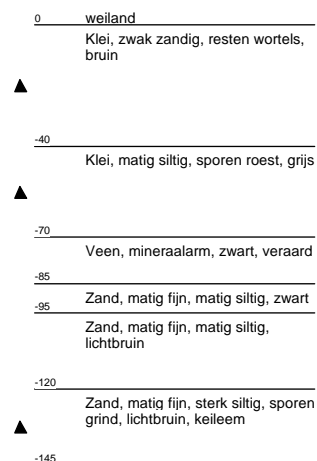 0 weiland
Klei, zwak zandig, resten wortels,
bruin
-40
Klei, matig siltig, sporen roest, grijs
-70
Veen, mineraalarm, zwart, veraard
-85
Zand, matig fijn, matig siltig, zwart
-95
Zand, matig fijn, matig siltig,
lichtbruin
-120
Zand, matig fijn, sterk siltig, sporen
grind, lichtbruin, keileem
-145